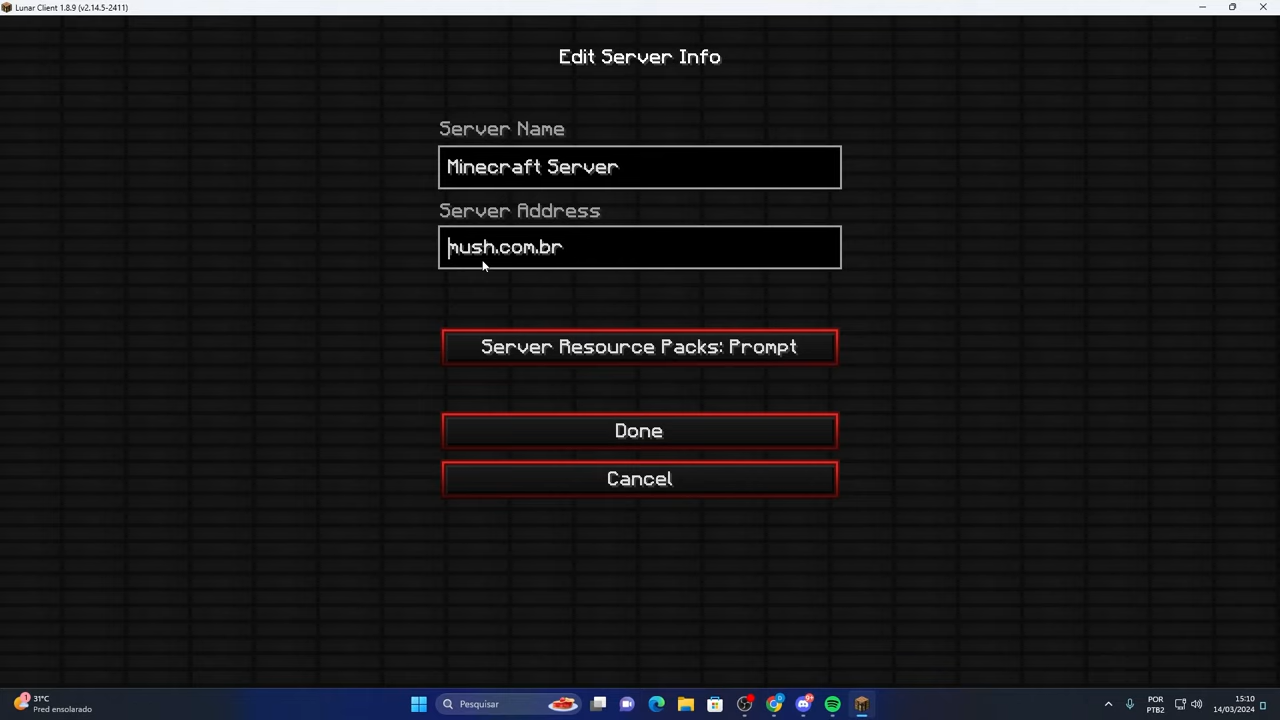 Lunar Client 1.8.9 (v2.14.5-2411)
Edit Server Info
Server Name
Minecraft Server
Server Address
mush.com.br
Server Resource Packs: Prompt
Done
Cancel
1
31°C
Pred ensolarado
Pesquisar
POR
PTB2
15:10
14/03/2024